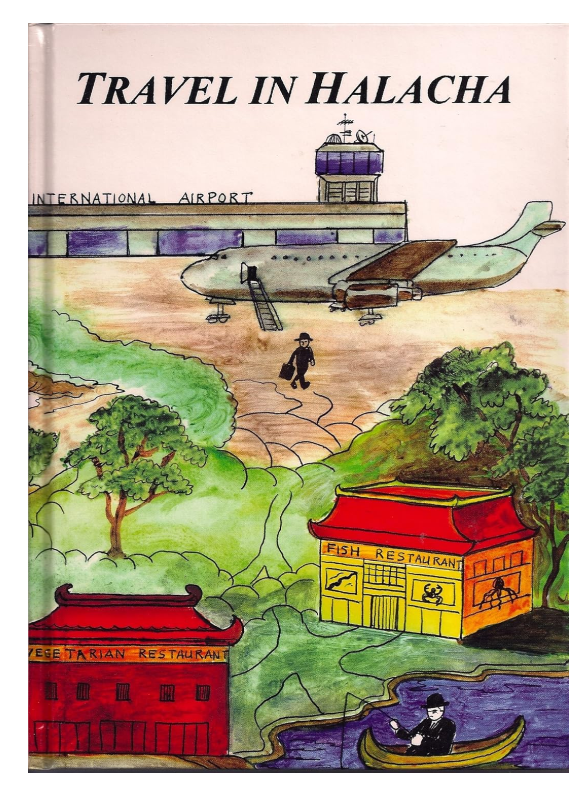 TRAVEL IN HALACHA
INTERNATIONAL AIRPORT
FISH RESTAURANT
VEGETARIAN RESTAURANT